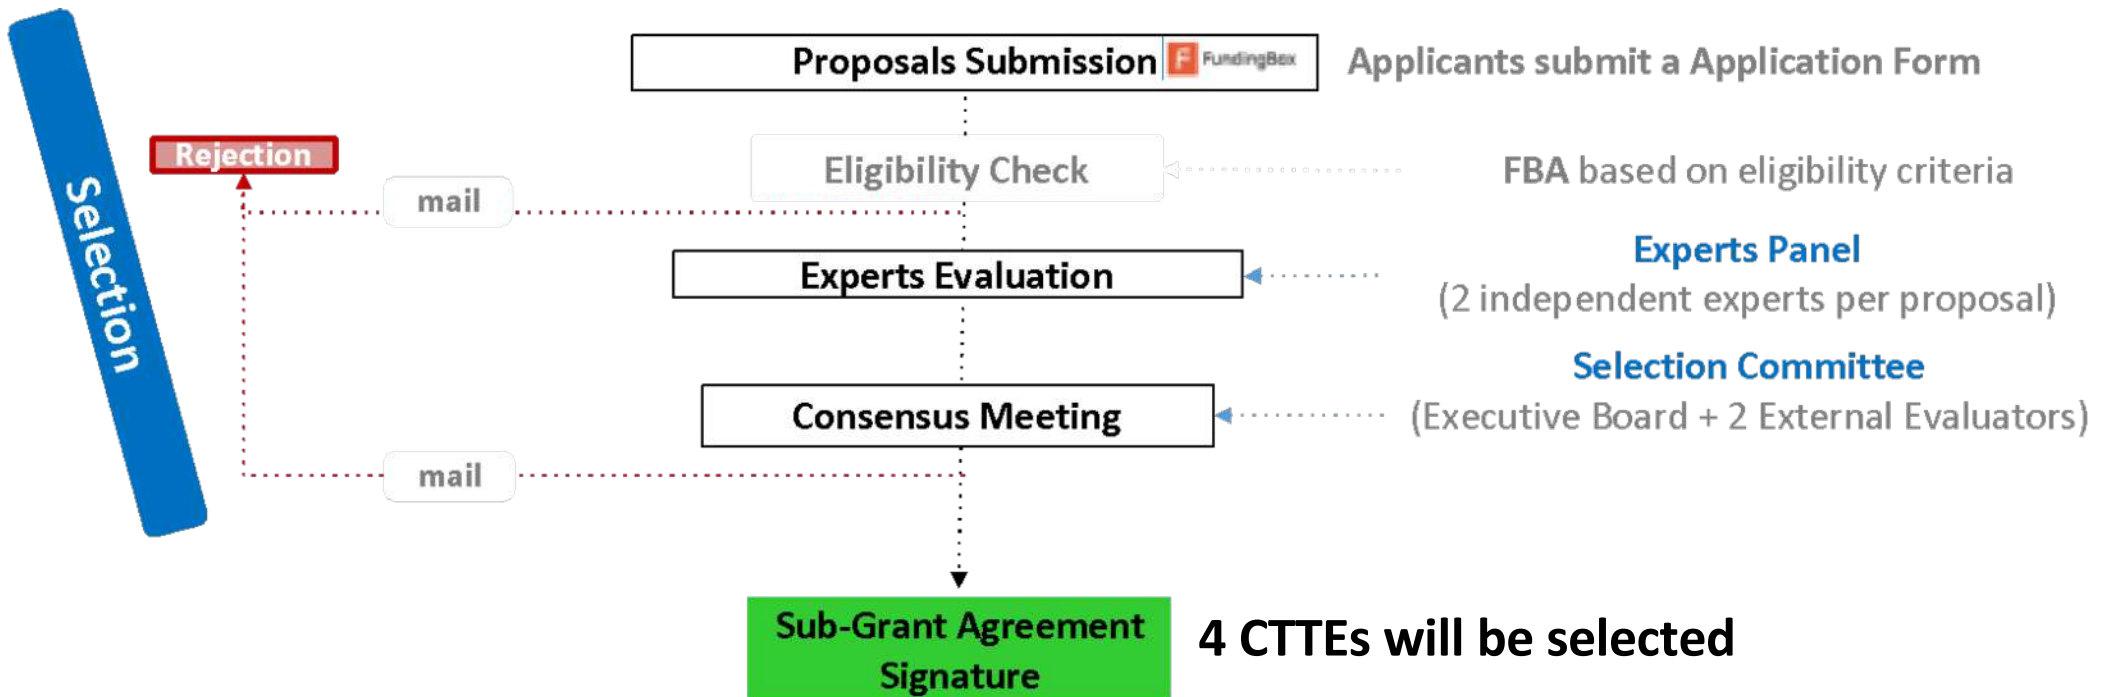 Selection
Proposals Submission FundingBox
Applicants submit a Application Form
Rejection
Eligibility Check
FBA based on eligibility criteria
mail
Experts Evaluation
Experts Panel
(2 independent experts per proposal)
Consensus Meeting
Selection Committee
(Executive Board + 2 External Evaluators)
mail
Sub-Grant Agreement
Signature
4 CTTEs will be selected